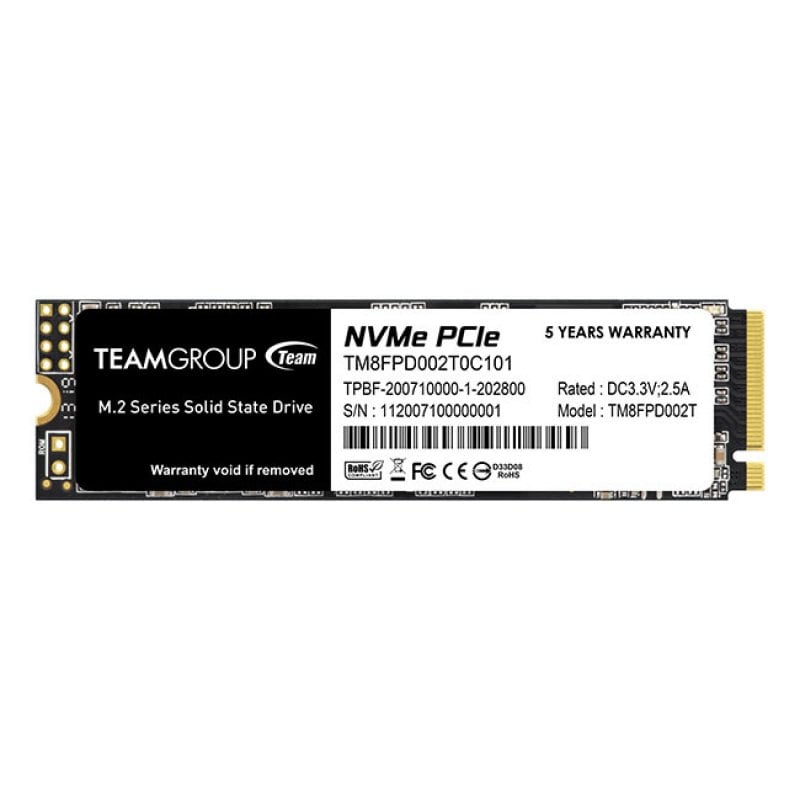 TEAMGROUP Team
M.2 Series Solid State Drive
Warranty void if removed
NVMe PCIe
5 YEARS WARRANTY
TM8FPD002T0C101
TPBF-200710000-1-202800
Rated : DC3.3V;2.5A
S/N : 112007100000001
Model : TM8FPD002T
RoHS
COMPLIANT
FC CE
D33D08
RoHS